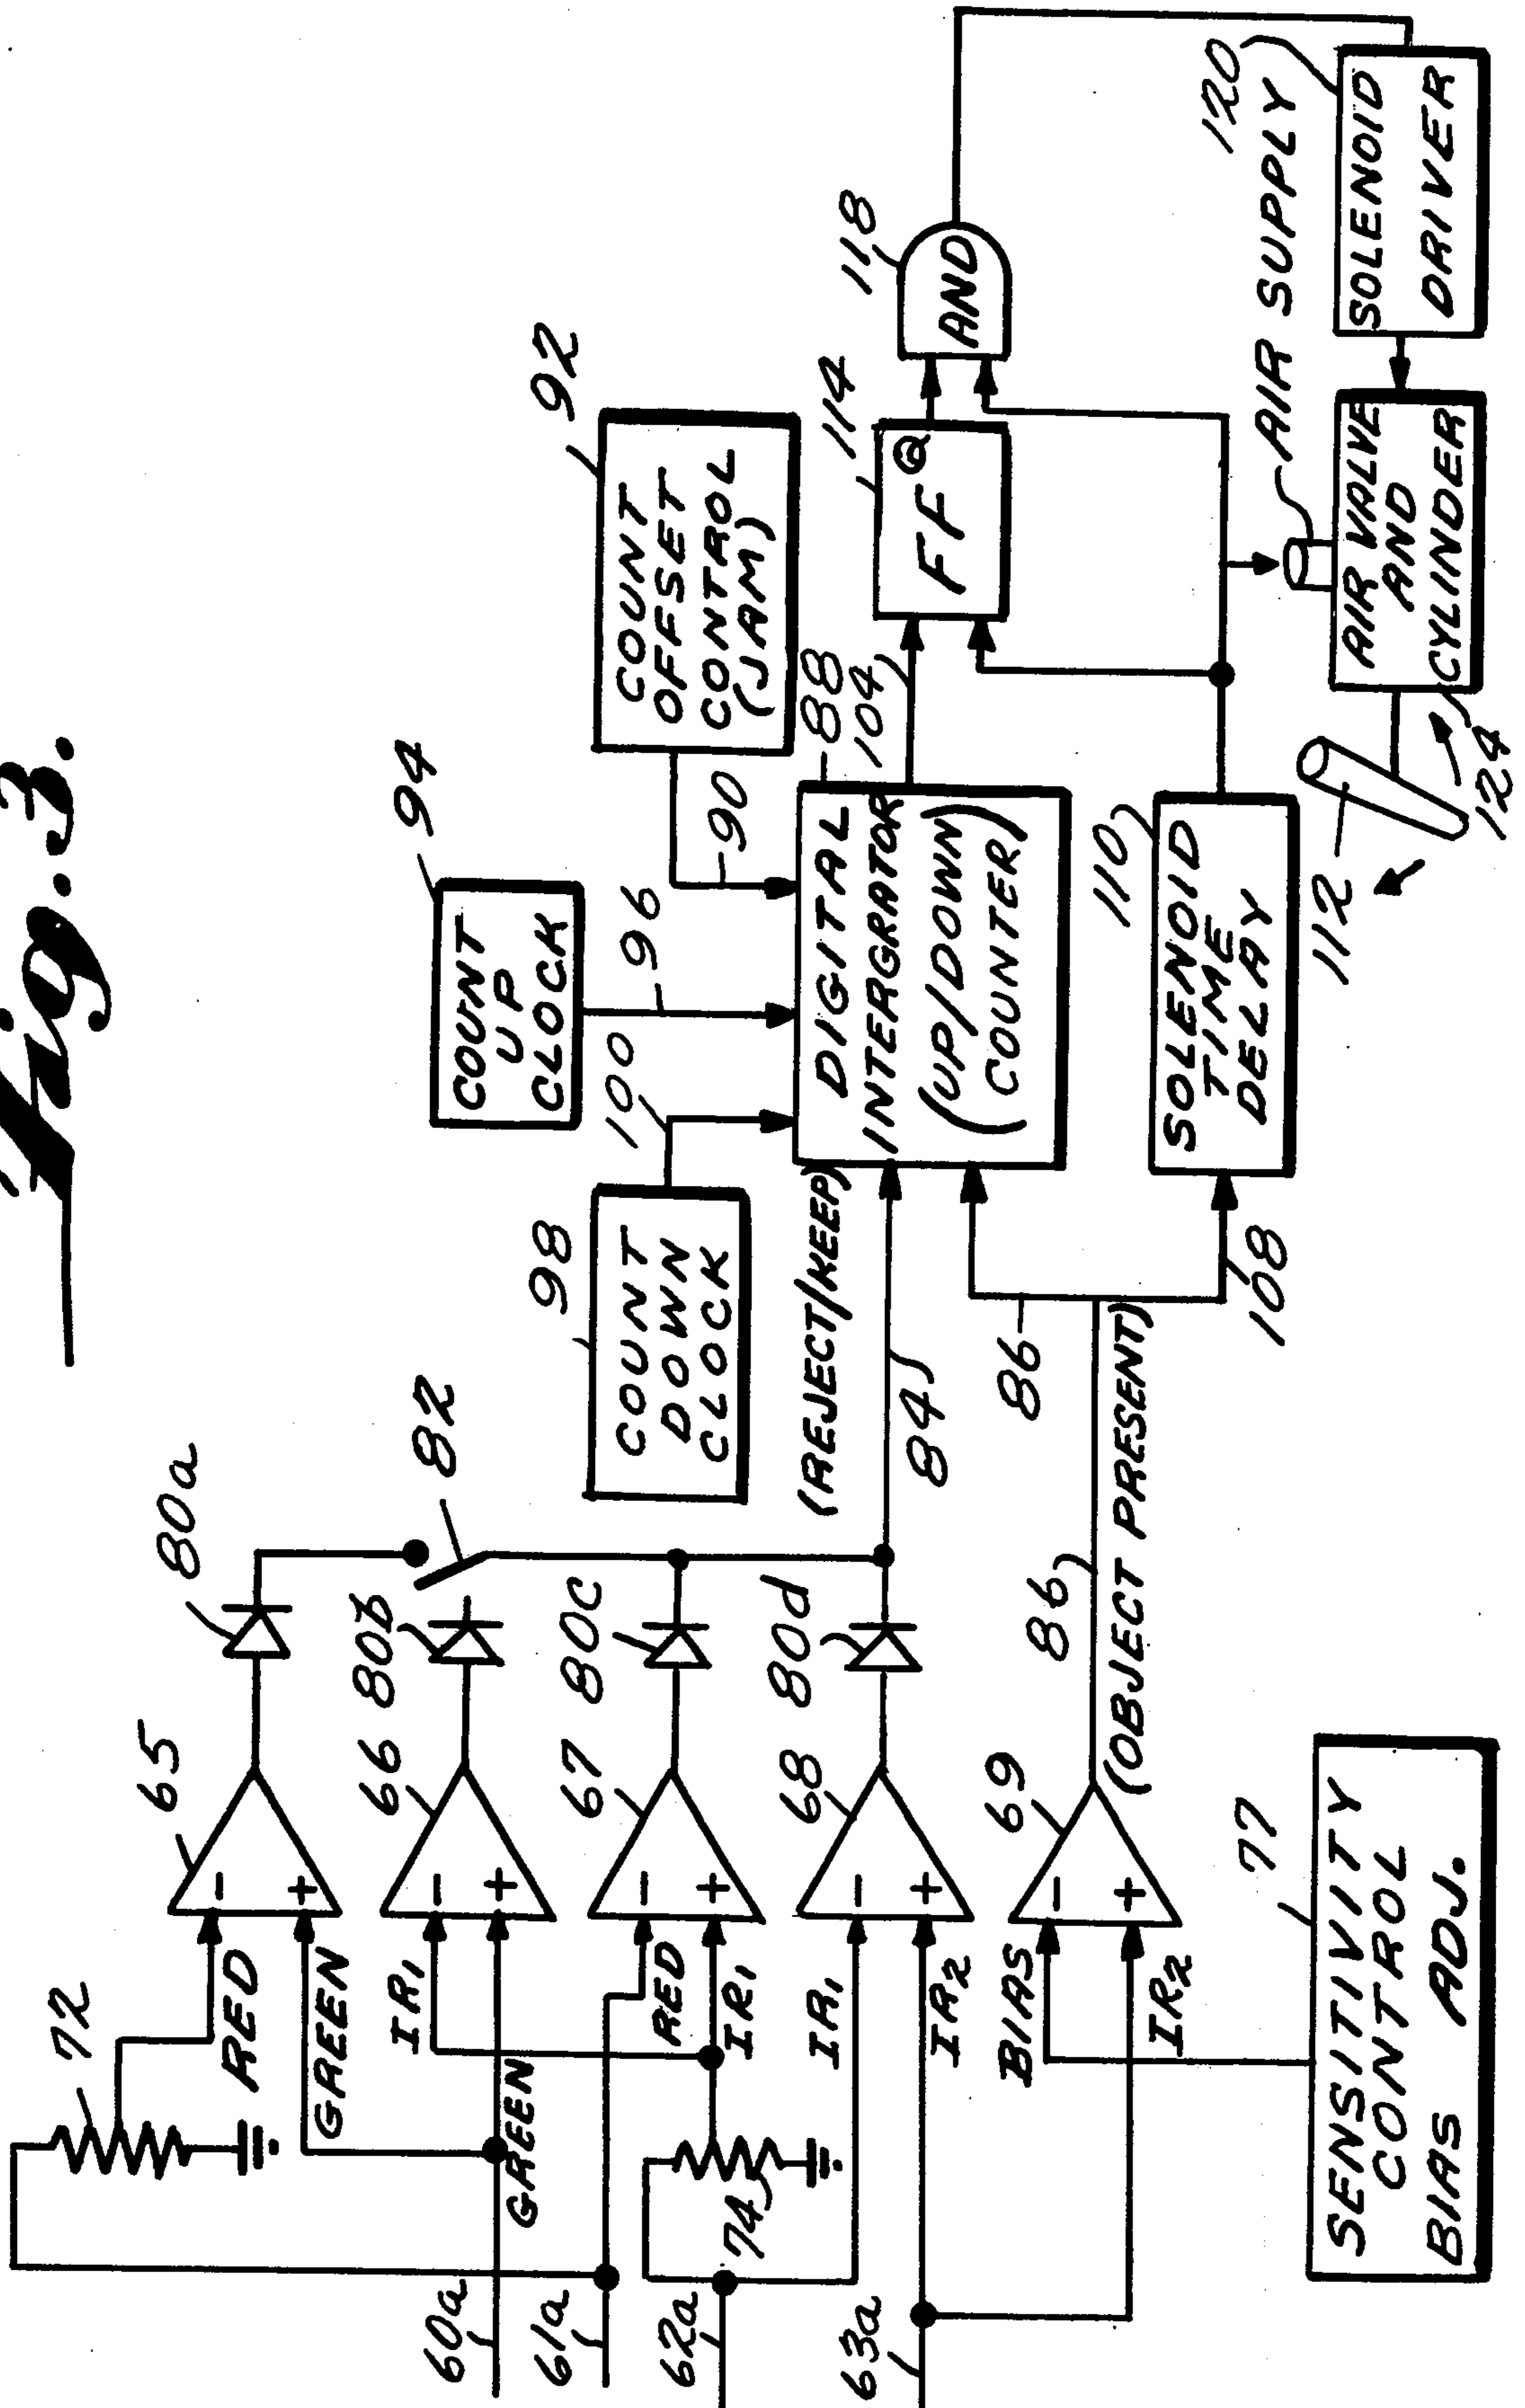 Fig. 3.
72
RED
GREEN
65
80a
60a
GREEN
IR1
66
80b
82
61a
RED
IR1
67
80c
62a
74
IR1
IR2
68
80d
63a
BIAS
IR2
69
86
(OBJECT PRESENT)
77
SENSITIVITY
CONTROL
BIAS ADJ.
98
COUNT
DOWN
CLOCK
100
94
COUNT
UP
CLOCK
96
92
COUNT
OFFSET
CONTROL
(JAM)
90
(REJECT/KEEP)
84
86
108
88
DIGITAL
INTERGRATOR
(UP/DOWN
COUNTER)
104
110
SOLENOID
TIME
DELAY
114
FF Q
118
AND
120
SOLENOID
DRIVER
AIR SUPPLY
AIR VALVE
AND
CYLINDER
112
124